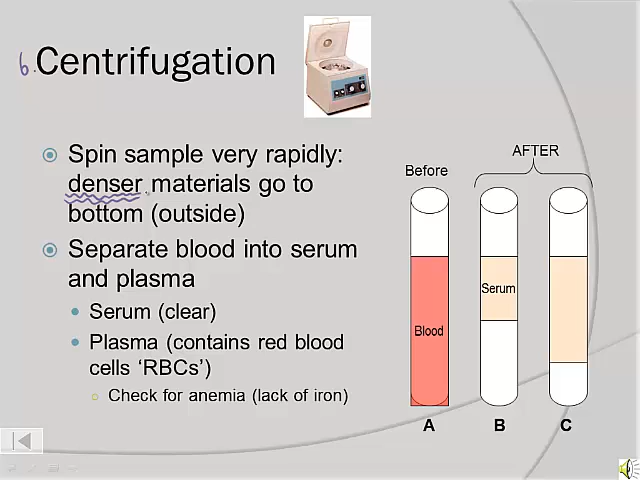 6. Centrifugation
Spin sample very rapidly:
denser materials go to
bottom (outside)
Separate blood into serum
and plasma
Serum (clear)
Plasma (contains red blood
cells ‘RBCs’)
Check for anemia (lack of iron)
AFTER
Before
Serum
Blood
A
B
C